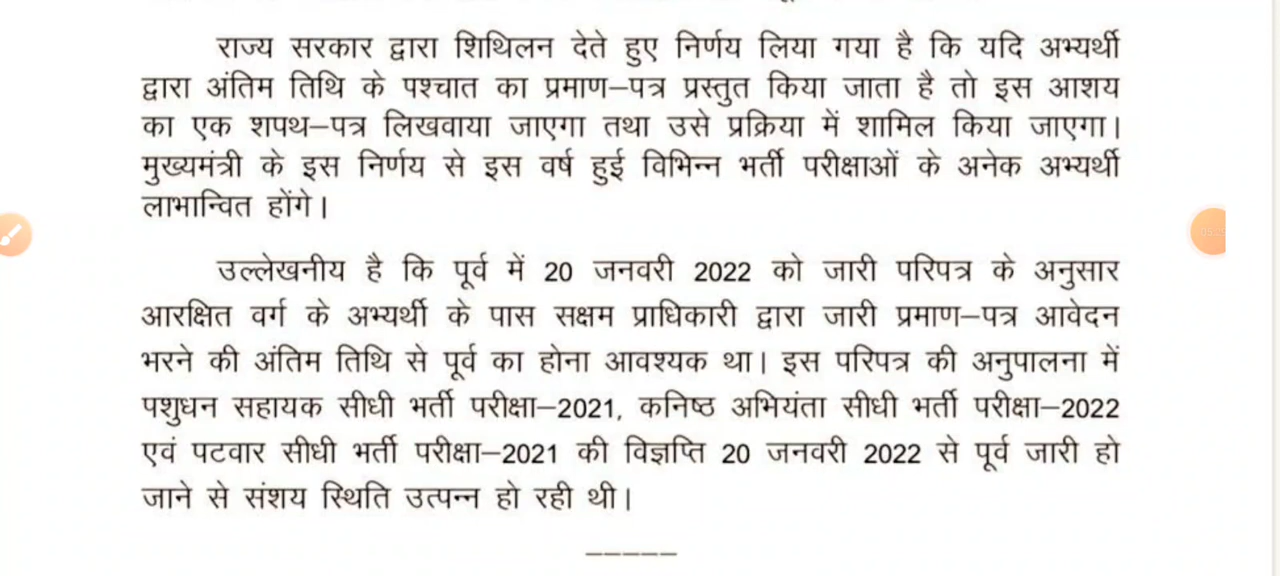 राज्य सरकार द्वारा शिथिलन देते हुए निर्णय लिया गया है कि यदि अभ्यर्थी
द्वारा अंतिम तिथि के पश्चात का प्रमाण–पत्र प्रस्तुत किया जाता है तो इस आशय
का एक शपथ–पत्र लिखवाया जाएगा तथा उसे प्रक्रिया में शामिल किया जाएगा।
मुख्यमंत्री के इस निर्णय से इस वर्ष हुई विभिन्न भर्ती परीक्षाओं के अनेक अभ्यर्थी
लाभान्वित होंगे।
उल्लेखनीय है कि पूर्व में 20 जनवरी 2022 को जारी परिपत्र के अनुसार
आरक्षित वर्ग के अभ्यर्थी के पास सक्षम प्राधिकारी द्वारा जारी प्रमाण–पत्र आवेदन
भरने की अंतिम तिथि से पूर्व का होना आवश्यक था। इस परिपत्र की अनुपालना में
पशुधन सहायक सीधी भर्ती परीक्षा–2021, कनिष्ठ अभियंता सीधी भर्ती परीक्षा–2022
एवं पटवार सीधी भर्ती परीक्षा–2021 की विज्ञप्ति 20 जनवरी 2022 से पूर्व जारी हो
जाने से संशय स्थिति उत्पन्न हो रही थी।
–––––